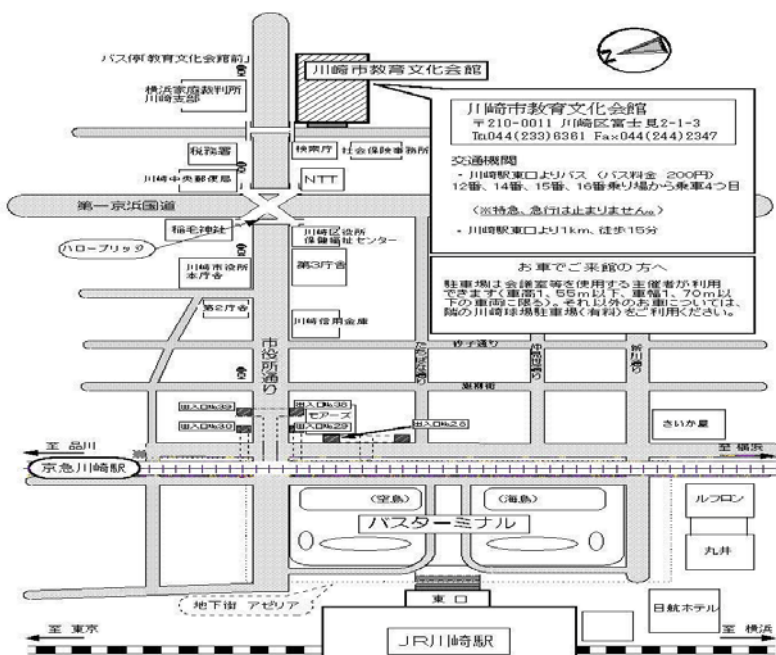 バス停「教育文化会館前」
川崎市教育文化会館
横浜家庭裁判所
川崎支部
川崎市教育文化会館
〒210-0011 川崎区富士見2-1-3
TEL044(233)6361 Fax044(244)2347
交通機関
・川崎駅東口よりバス (バス料金 200円)
12番、14番、15番、16番乗り場から乗車4つ目
(※特急、急行は止まりません。)
・川崎駅東口より1km、徒歩15分
税務署
検察庁
社会保険事務所
川崎中央郵便局
NTT
第一京浜国道
稲毛神社
川崎区役所
保健福祉センター
ハローブリッジ
川崎市役所
本庁舎
第3庁舎
お車でご来館の方へ
駐車場は会議室等を使用する主催者が利用
できます(車高1、55m以下、車幅1、70m以
下の車両に限る)。それ以外のお車については、
隣の川崎球場駐車場(有料)をご利用ください。
第2庁舎
川崎信用金庫
市役所通り
砂子通り
仲見世通り
新川通り
出入口No.39
出入口No.38
モアーズ
出入口No.30
出入口No.29
出入口No.28
さいか屋
至 品川
至 横浜
京急川崎駅
(空島)
(海島)
バスターミナル
ルフロン
丸井
地下街 アゼリア
東口
日航ホテル
至 東京
JR川崎駅
至 横浜